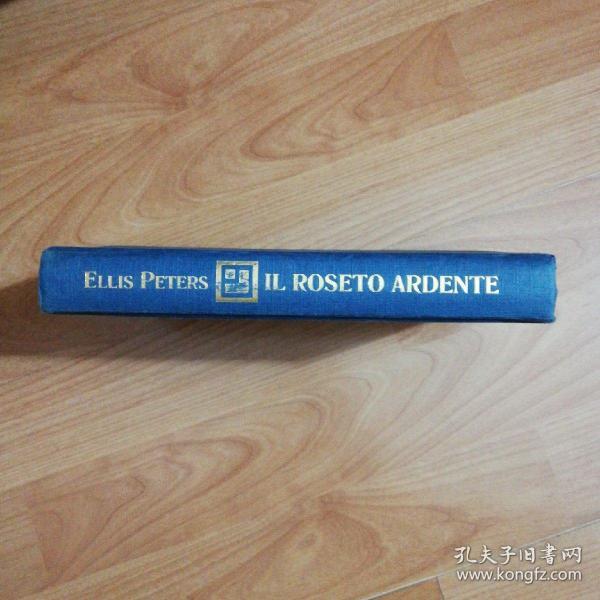 ELLIS PETERS IL ROSETO ARDENTE
孔夫子旧书网
www.kongfz.com